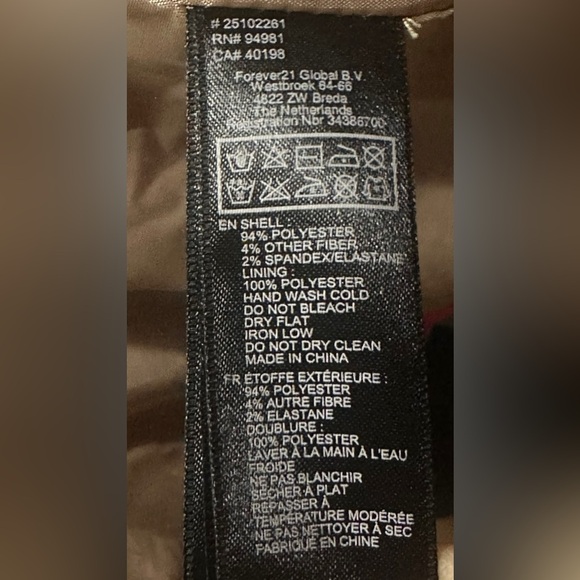 # 25102261
RN# 94981
CA# 40198
Forever21 Global B.V.
Westbroek 64-66
4822 ZW Breda
The Netherlands
Registration Nbr 34386700
EN SHELL :
94% POLYESTER
4% OTHER FIBER
2% SPANDEX/ELASTANE
LINING :
100% POLYESTER
HAND WASH COLD
DO NOT BLEACH
DRY FLAT
IRON LOW
DO NOT DRY CLEAN
MADE IN CHINA
FR ÉTOFFE EXTÉRIEURE :
94% POLYESTER
4% AUTRE FIBRE
2% ELASTANE
DOUBLURE :
100% POLYESTER
LAVER À LA MAIN À L'EAU
FROIDE
NE PAS BLANCHIR
SÉCHER À PLAT
REPASSER À
TEMPÉRATURE MODÉRÉE
NE PAS NETTOYER À SEC
FABRIQUÉ EN CHINE